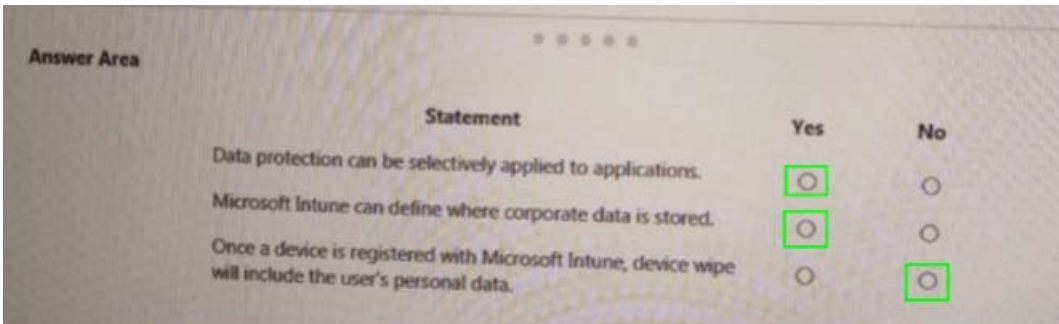 Answer Area
Statement Yes No
Data protection can be selectively applied to applications.
Microsoft Intune can define where corporate data is stored.
Once a device is registered with Microsoft Intune, device wipe
will include the user's personal data.